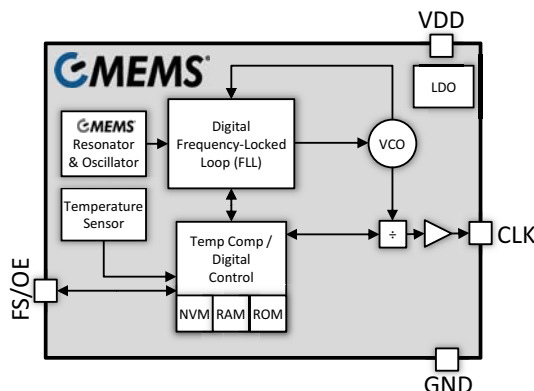 VDD
CMEMS®
LDO
CMEMS
Resonator
& Oscillator
Digital
Frequency-Locked
Loop (FLL)
VCO
Temperature
Sensor
Temp Comp /
Digital
Control
÷
CLK
FS/OE
NVM RAM ROM
GND